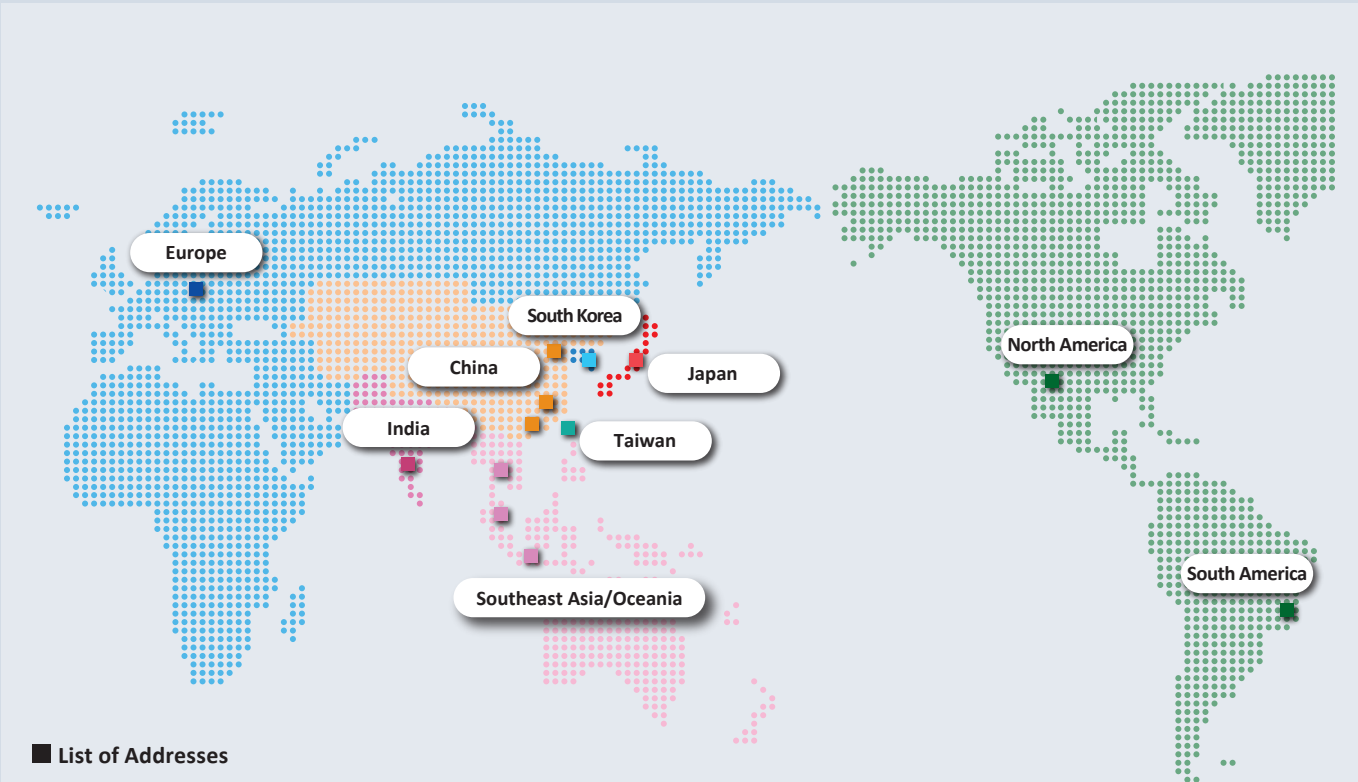 Europe
South Korea
North America
China
Japan
India
Taiwan
South America
Southeast Asia/Oceania
List of Addresses